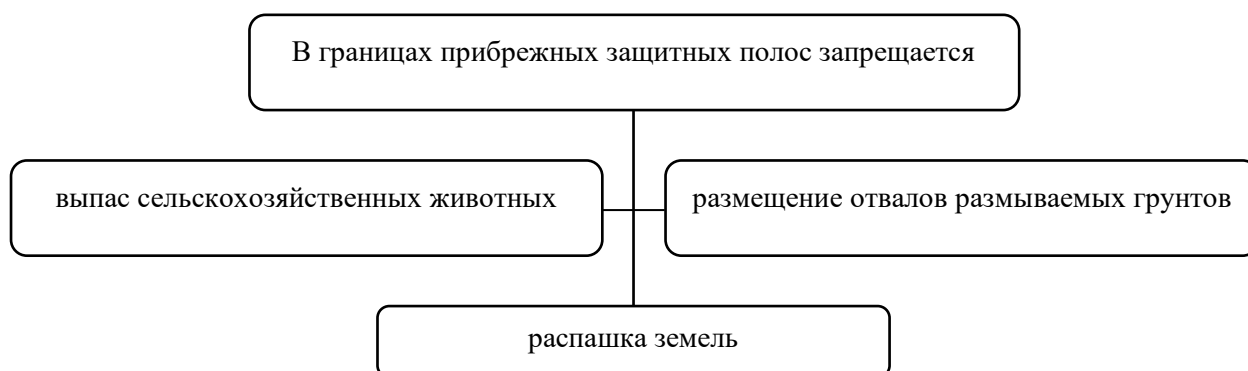 В границах прибрежных защитных полос запрещается
выпас сельскохозяйственных животных
размещение отвалов размываемых грунтов
распашка земель